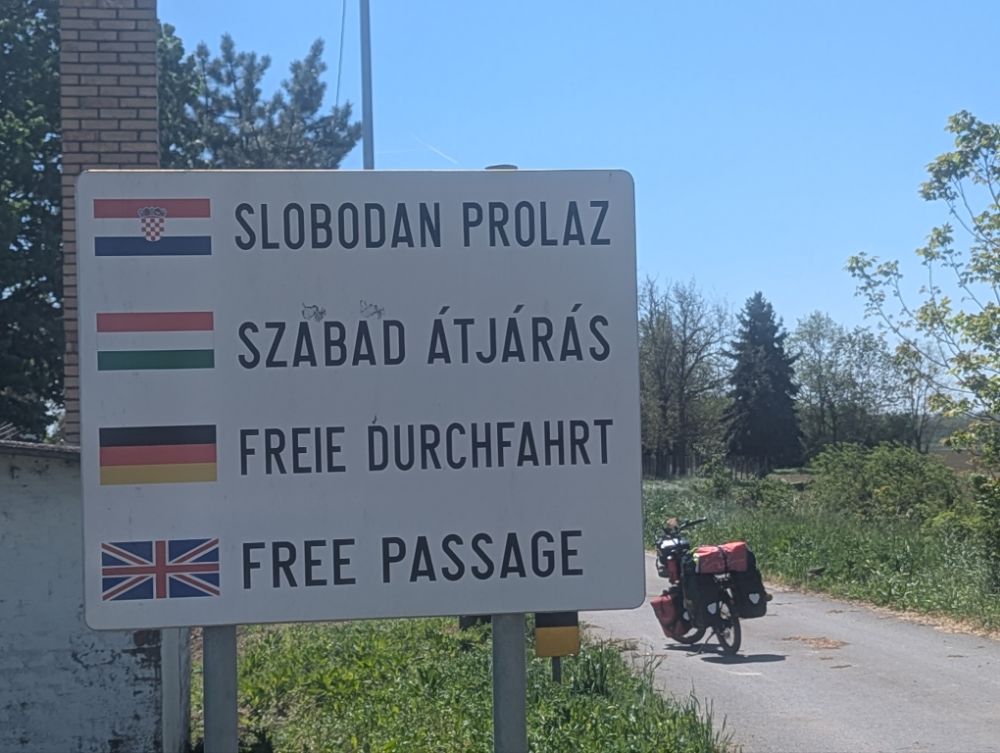 SLOBODAN PROLAZ
SZABAD ÁTJÁRÁS
FREIE DURCHFAHRT
FREE PASSAGE